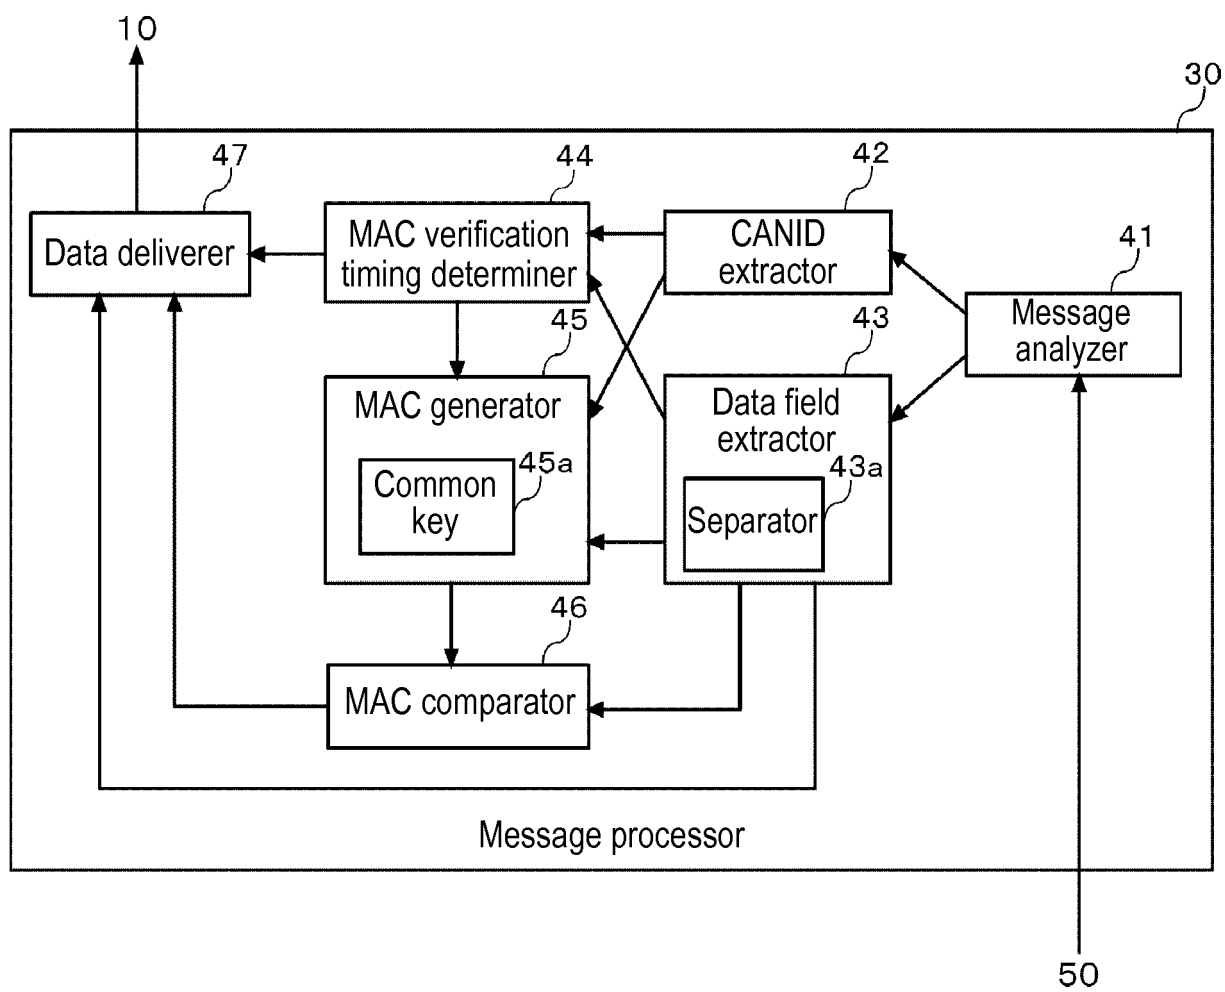 10
30
47
44
42
41
Data deliverer
MAC verification
timing determiner
CANID
extractor
Message
analyzer
45
43
MAC generator
Data field
extractor
45a
43a
Common
key
Separator
46
MAC comparator
Message processor
50